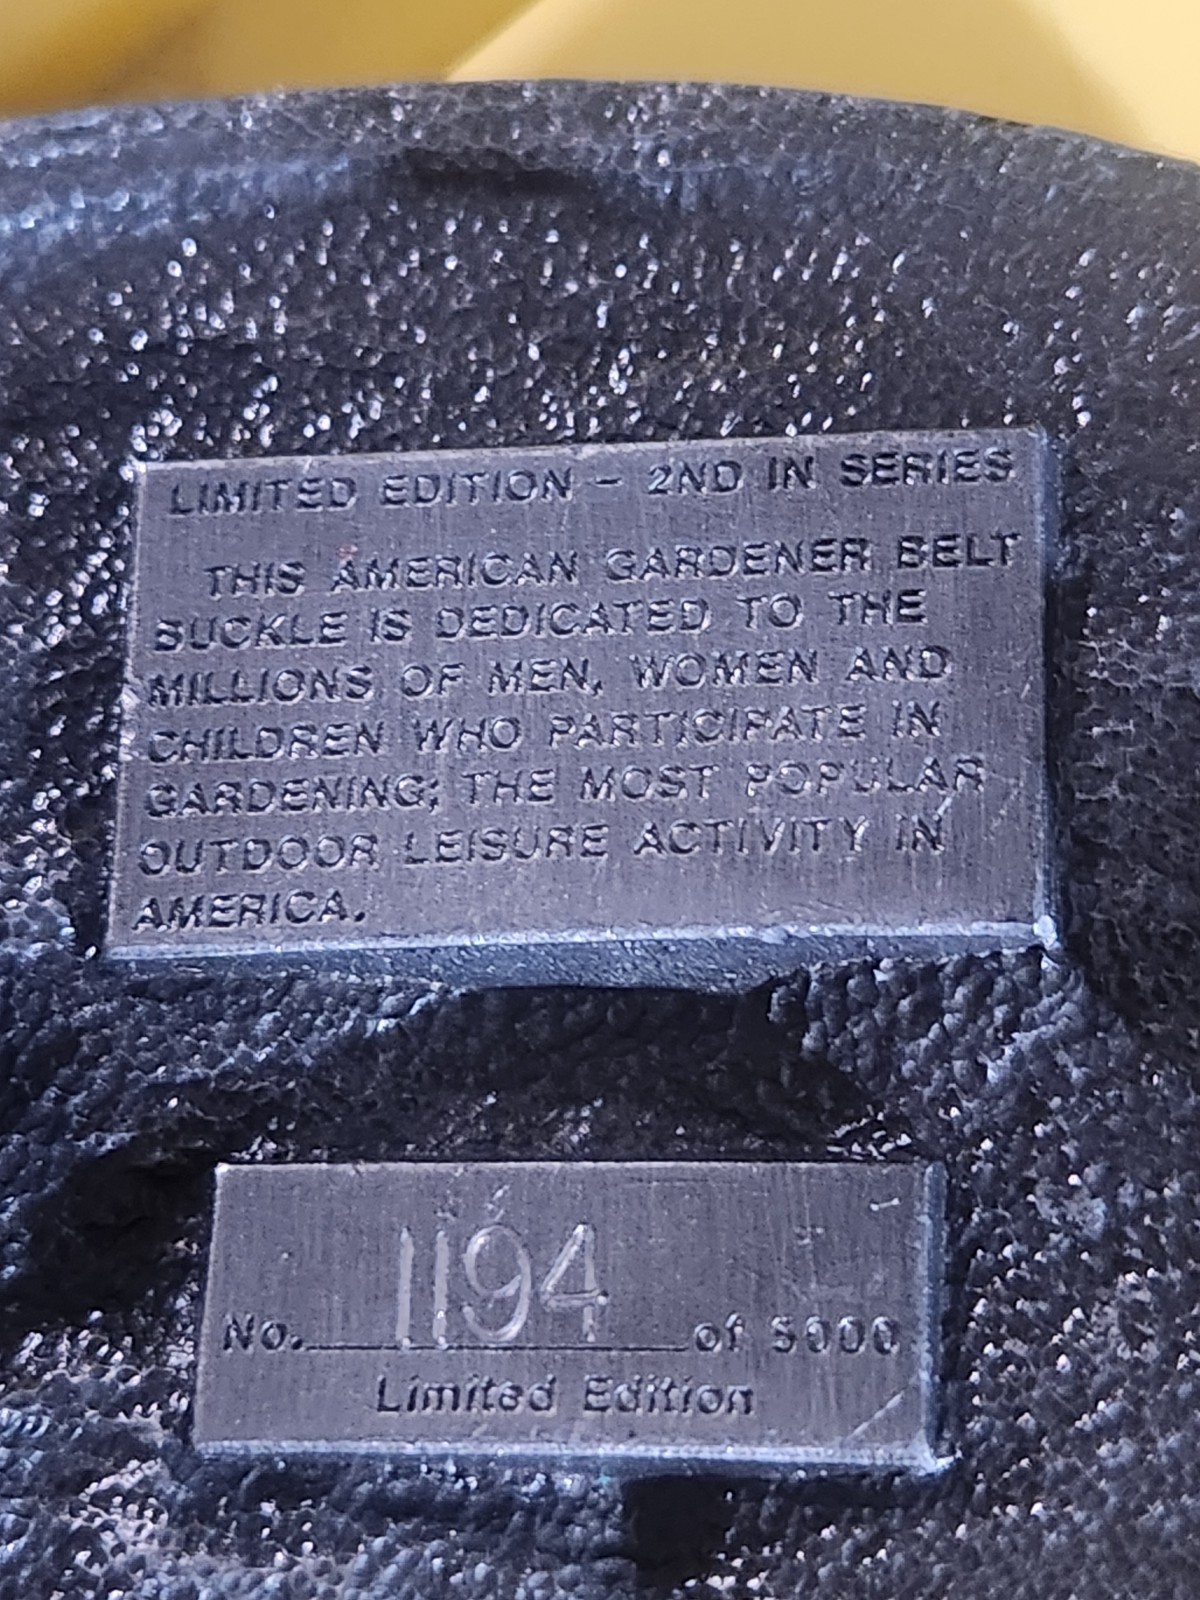 LIMITED EDITION - 2ND IN SERIES
THIS AMERICAN GARDENER BELT
BUCKLE IS DEDICATED TO THE
MILLIONS OF MEN, WOMEN AND
CHILDREN WHO PARTICIPATE IN
GARDENING; THE MOST POPULAR
OUTDOOR LEISURE ACTIVITY IN
AMERICA.
No. 1194 of 5000
Limited Edition